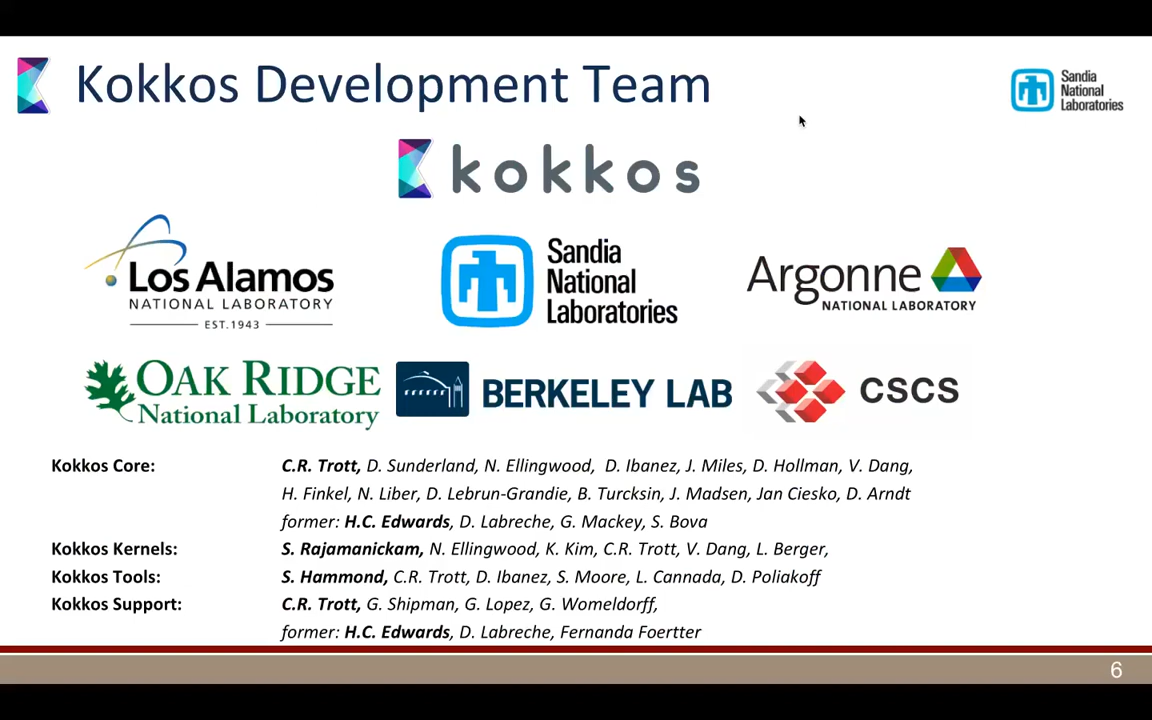 Kokkos Development Team
Sandia
National
Laboratories
kokkos
Los Alamos
NATIONAL LABORATORY
EST. 1943
Sandia
National
Laboratories
Argonne
NATIONAL LABORATORY
OAK RIDGE
National Laboratory
BERKELEY LAB
CSCS
Kokkos Core: C.R. Trott, D. Sunderland, N. Ellingwood, D. Ibanez, J. Miles, D. Hollman, V. Dang,
H. Finkel, N. Liber, D. Lebrun-Grandie, B. Turcksin, J. Madsen, Jan Ciesko, D. Arndt
former: H.C. Edwards, D. Labreche, G. Mackey, S. Bova
Kokkos Kernels: S. Rajamanickam, N. Ellingwood, K. Kim, C.R. Trott, V. Dang, L. Berger,
Kokkos Tools: S. Hammond, C.R. Trott, D. Ibanez, S. Moore, L. Cannada, D. Poliakoff
Kokkos Support: C.R. Trott, G. Shipman, G. Lopez, G. Womeldorff,
former: H.C. Edwards, D. Labreche, Fernanda Foertter
6